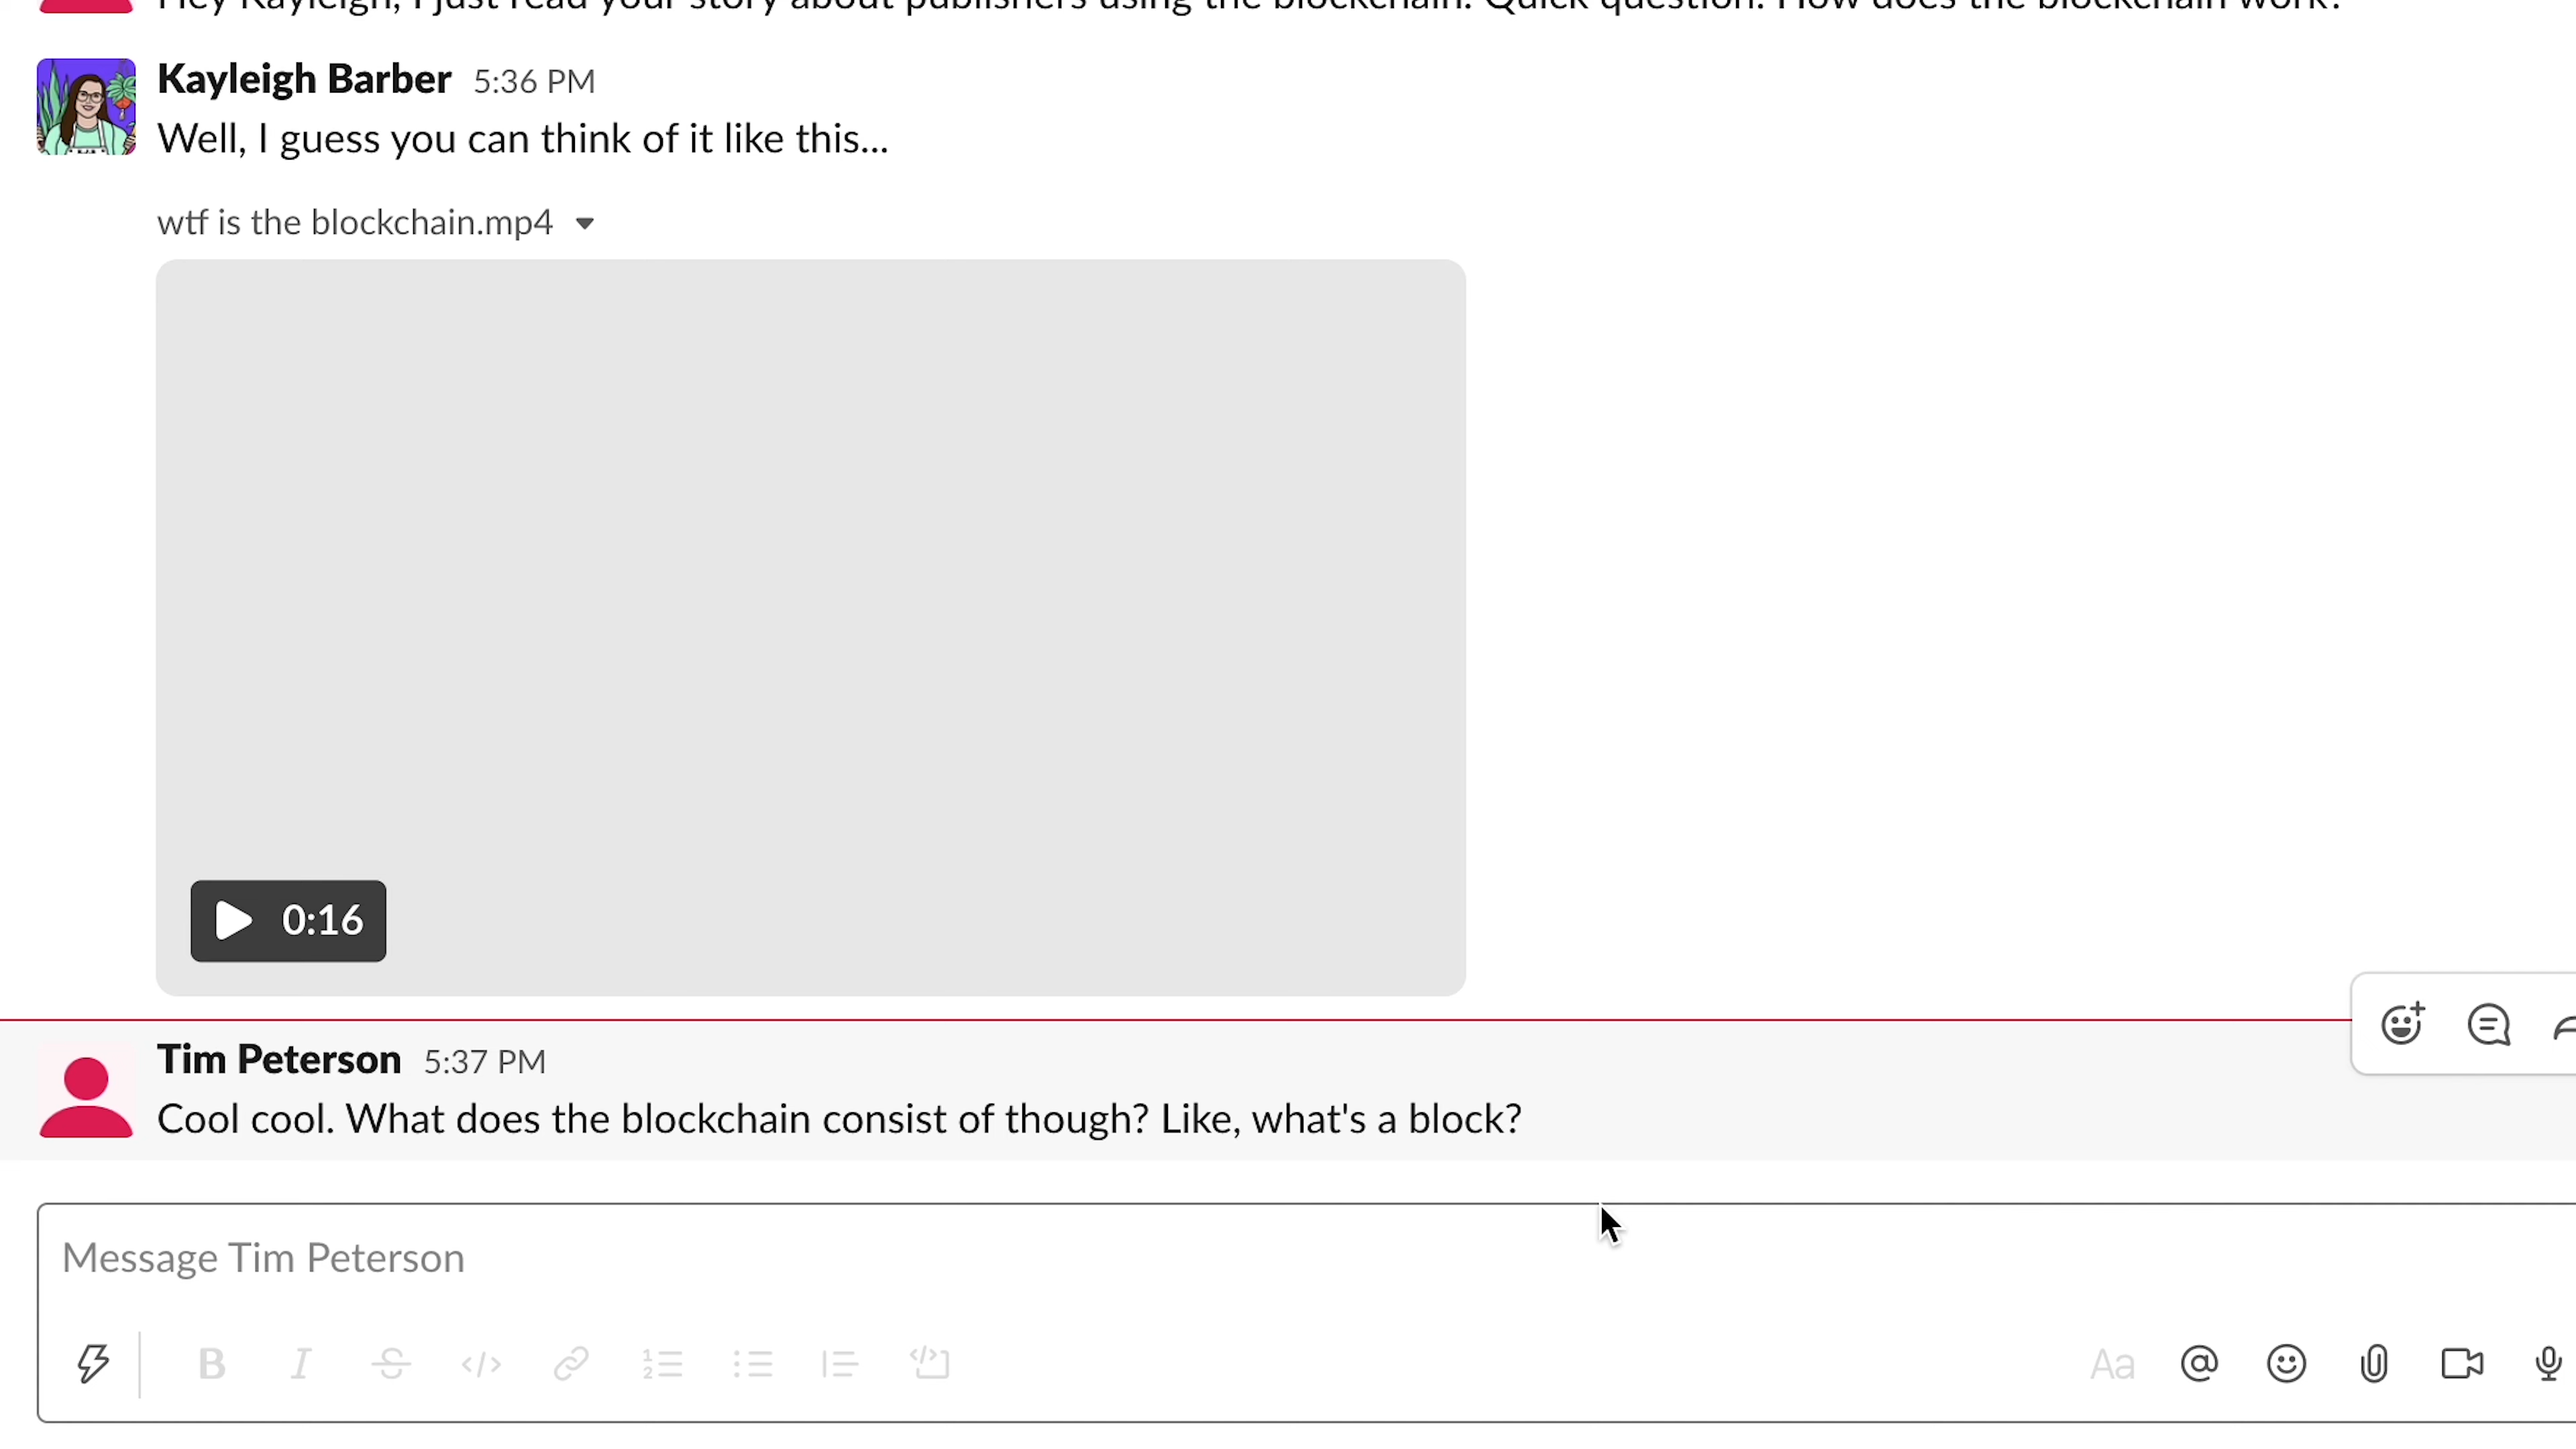 Hey Kayleigh, I just read your story about publishers using the blockchain. Quick question: How does the blockchain work?
Kayleigh Barber 5:36 PM
Well, I guess you can think of it like this...
wtf is the blockchain.mp4
0:16
Tim Peterson 5:37 PM
Cool cool. What does the blockchain consist of though? Like, what's a block?
Message Tim Peterson
B I S </> Aa @